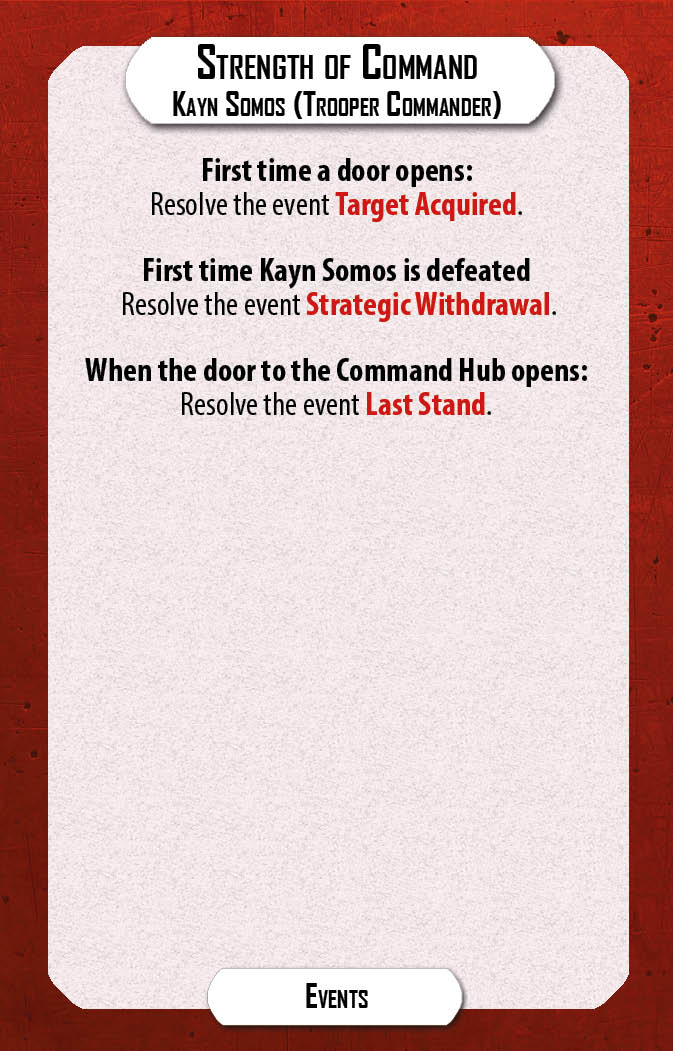 Strength of Command
Kayn Somos (Trooper Commander)
First time a door opens:
Resolve the event Target Acquired.
First time Kayn Somos is defeated
Resolve the event Strategic Withdrawal.
When the door to the Command Hub opens:
Resolve the event Last Stand.
Events